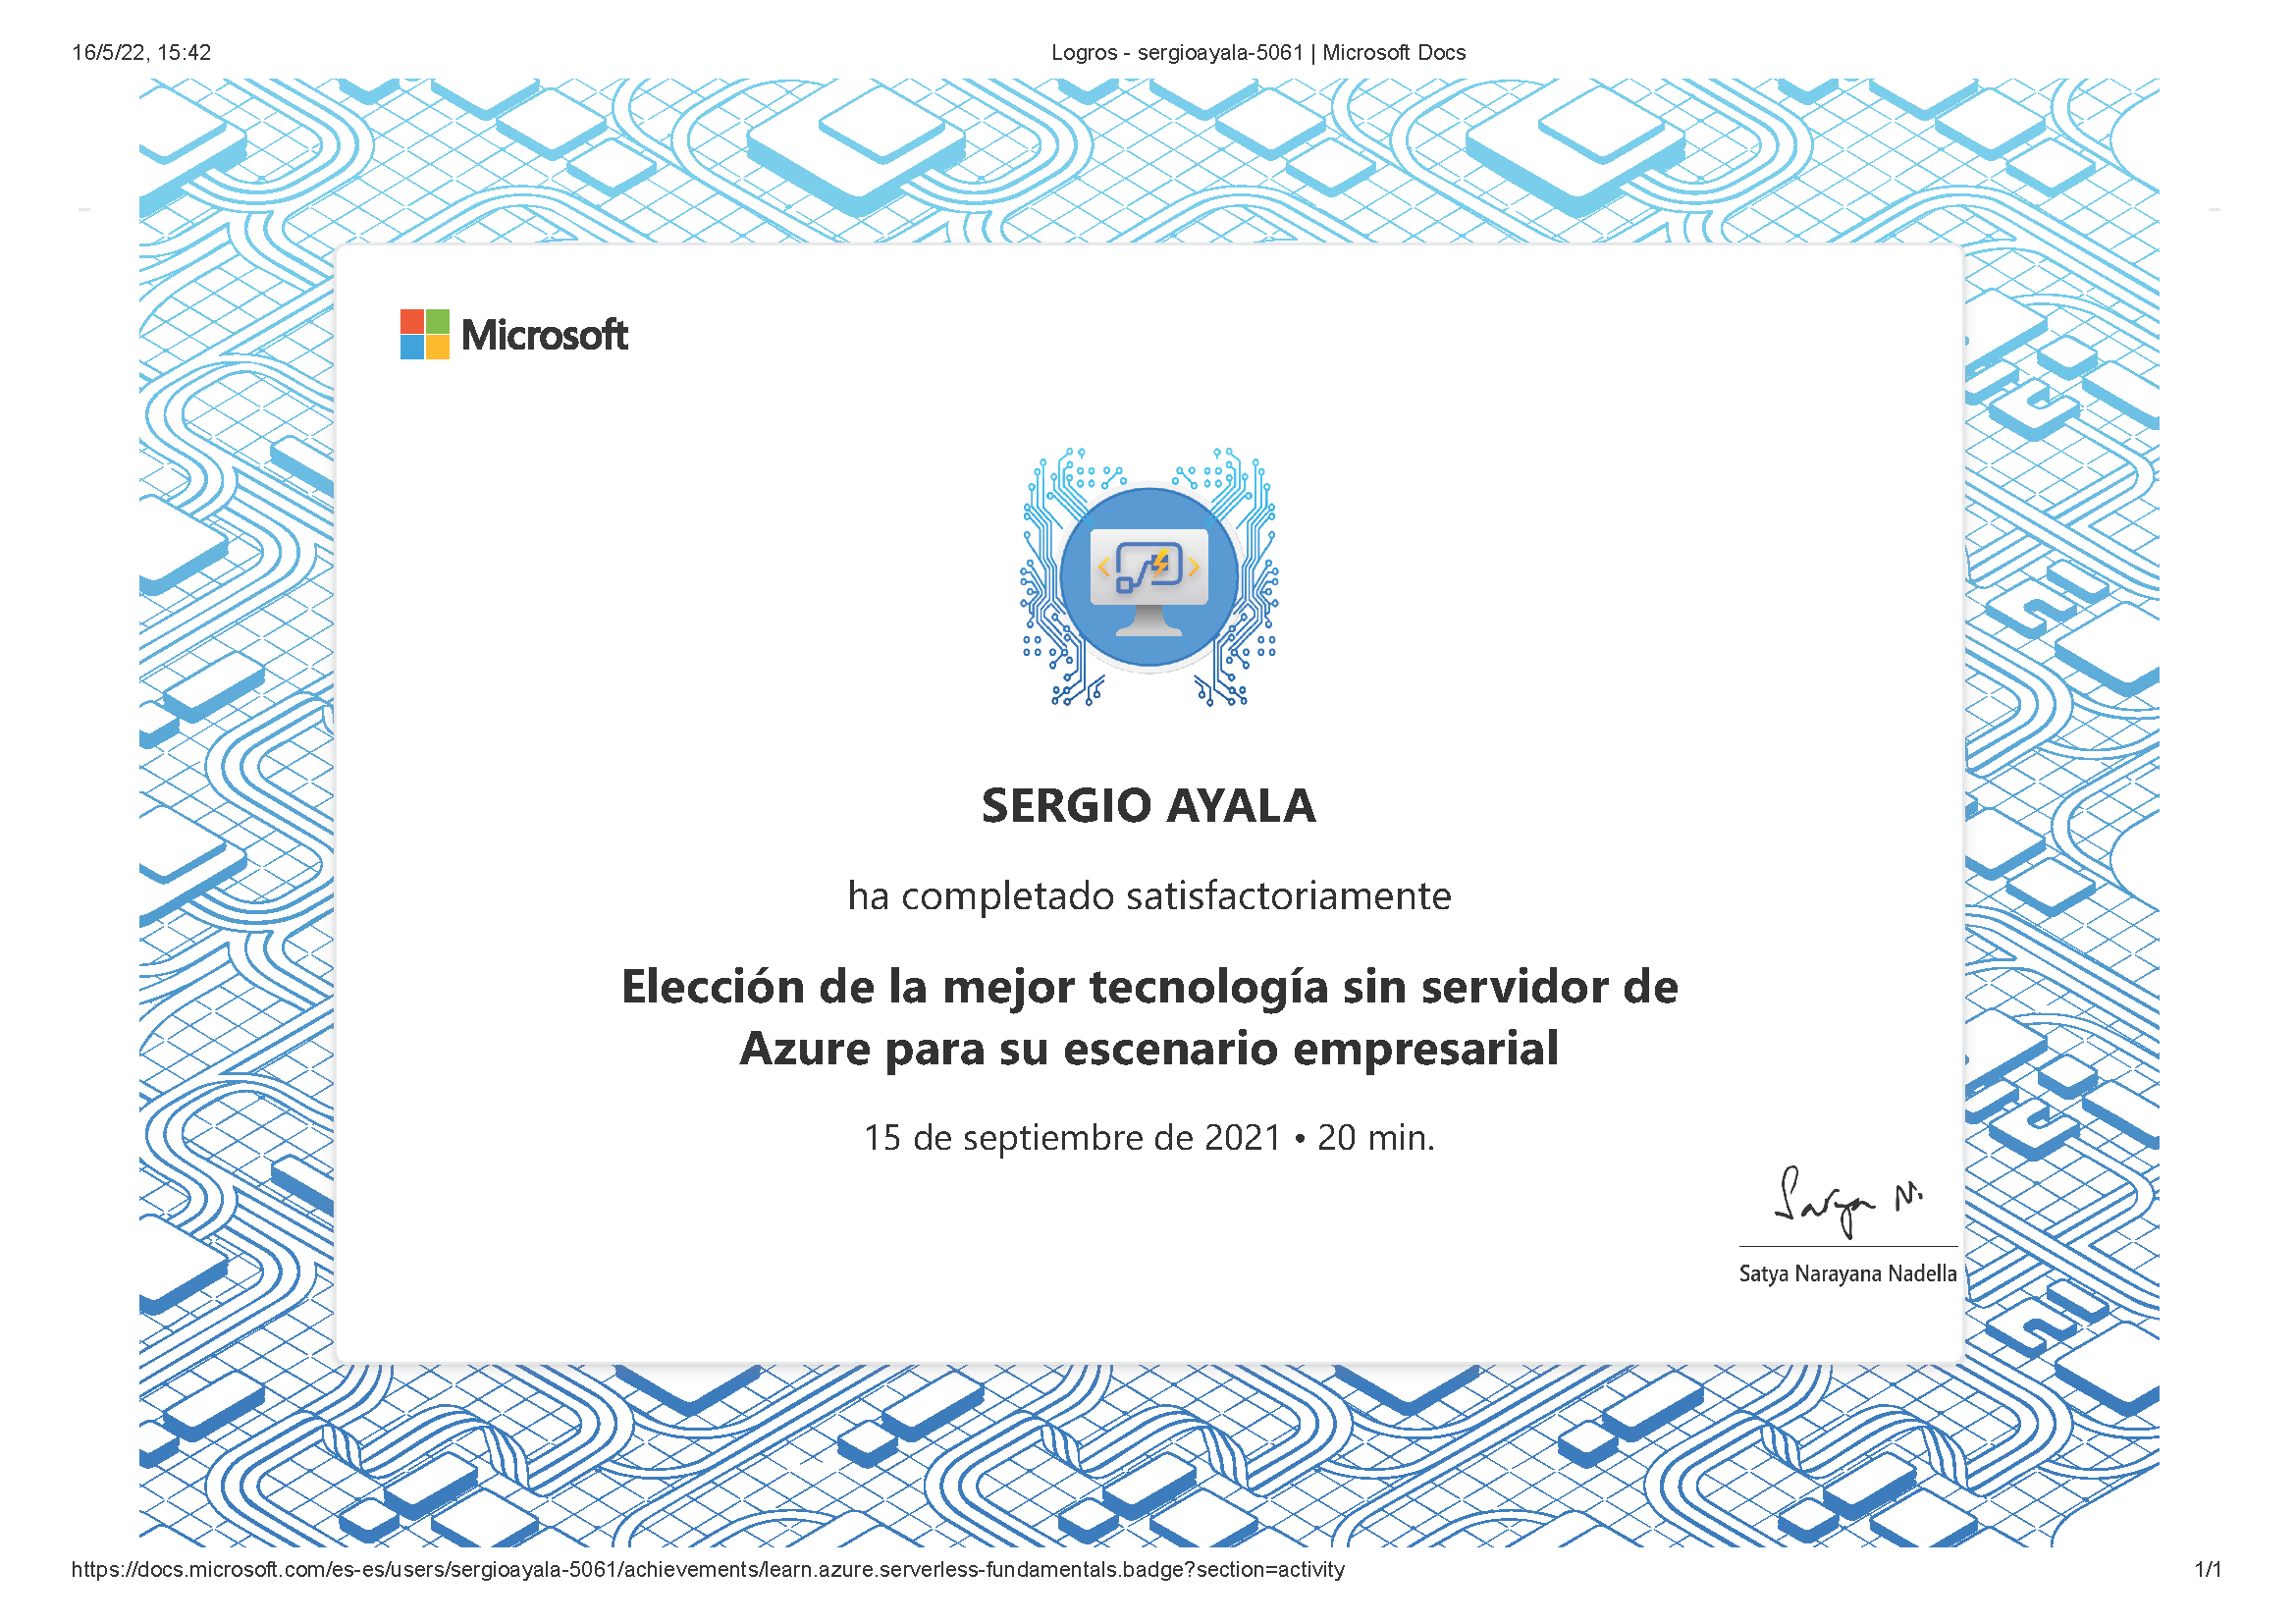 16/5/22, 15:42
Logros - sergioayala-5061 | Microsoft Docs
Microsoft
SERGIO AYALA
ha completado satisfactoriamente
Elección de la mejor tecnología sin servidor de
Azure para su escenario empresarial
15 de septiembre de 2021 • 20 min.
Satya N.
Satya Narayana Nadella
https://docs.microsoft.com/es-es/users/sergioayala-5061/achievements/learn.azure.serverless-fundamentals.badge?section=activity
1/1